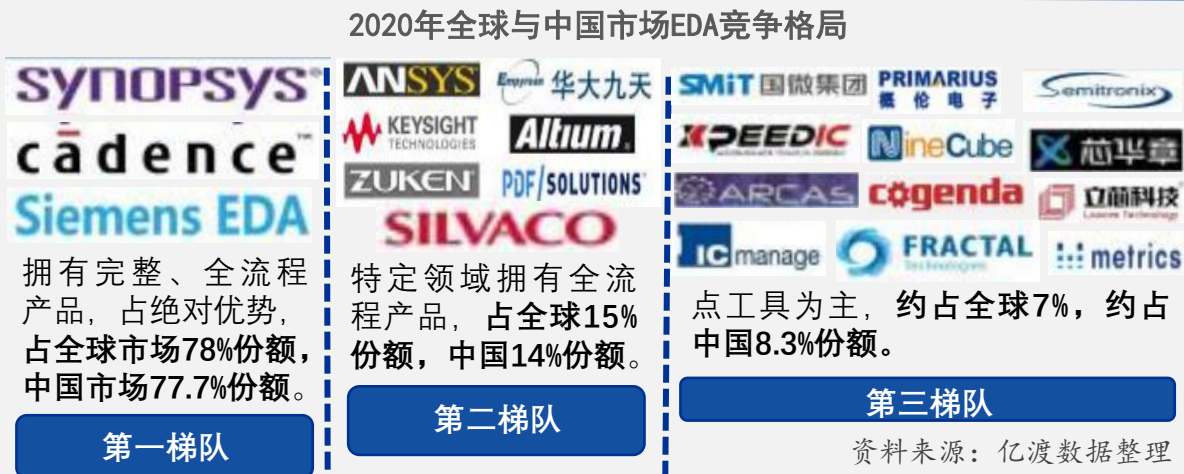 2020年全球与中国市场EDA竞争格局
SYNOPSYS
cādence™
Siemens EDA
拥有完整、全流程
产品，占绝对优势，
占全球市场78%份额，
中国市场77.7%份额。
第一梯队
ANSYS
Empyrean 华大九天
KEYSIGHT
TECHNOLOGIES
Altium
ZUKEN
PDF/SOLUTIONS
SILVACO
特定领域拥有全流
程产品，占全球15%
份额，中国14%份额。
第二梯队
SMiT 国微集团
PRIMARIUS
概伦电子
Semitronix
XPEEDIC
NineCube
芯华章
ARCAS
cogenda
立芯科技
IC manage
FRACTAL
Technologies
metrics
点工具为主，约占全球7%，约占
中国8.3%份额。
第三梯队
资料来源：亿渡数据整理